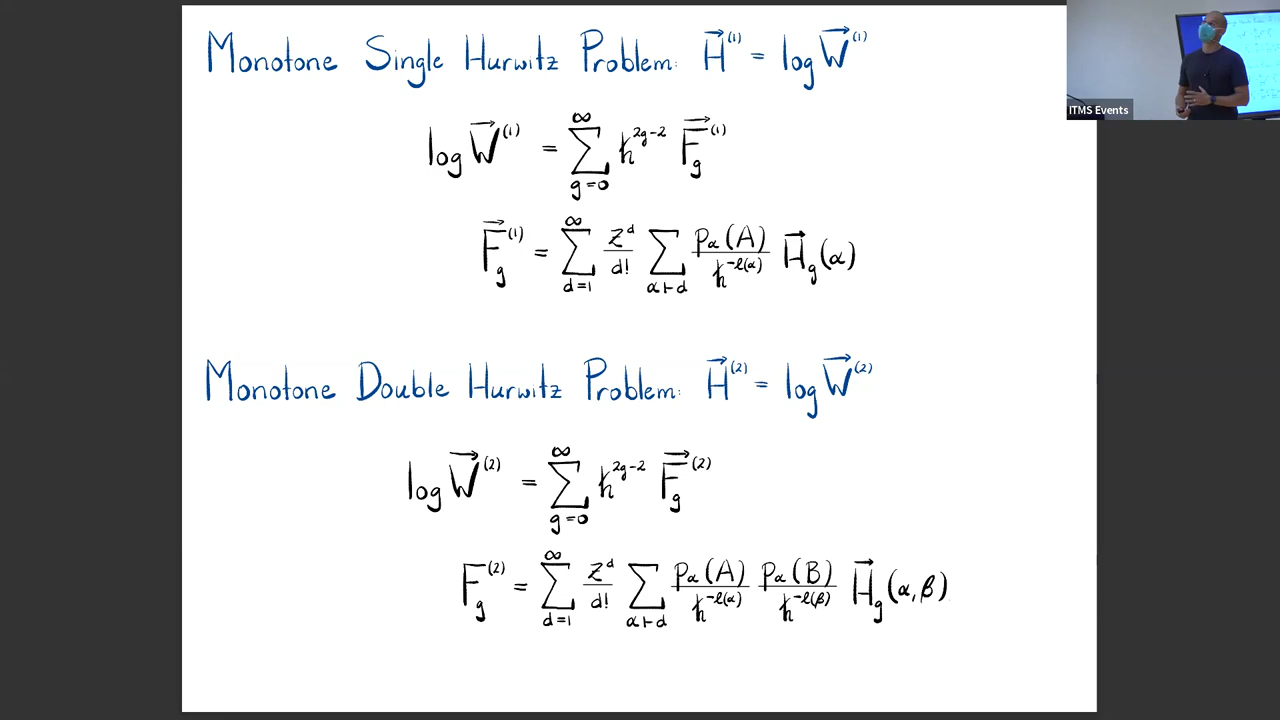 Monotone Single Hurwitz Problem: H⃗⁽¹⁾ = log W⃗⁽¹⁾
ITMS Events
log W⃗⁽¹⁾ = ∑_{g=0}^{∞} ħ^{2g-2} F⃗_g⁽¹⁾
F⃗_g⁽¹⁾ = ∑_{d=1}^{∞} z^d/d! ∑_{α⊢d} p_α(A)/ħ^{-ℓ(α)} H⃗_g(α)
Monotone Double Hurwitz Problem: H⃗⁽²⁾ = log W⃗⁽²⁾
log W⃗⁽²⁾ = ∑_{g=0}^{∞} ħ^{2g-2} F⃗_g⁽²⁾
F_g⁽²⁾ = ∑_{d=1}^{∞} z^d/d! ∑_{α⊢d} p_α(A)/ħ^{-ℓ(α)} p_α(B)/ħ^{-ℓ(β)} H⃗_g(α,β)